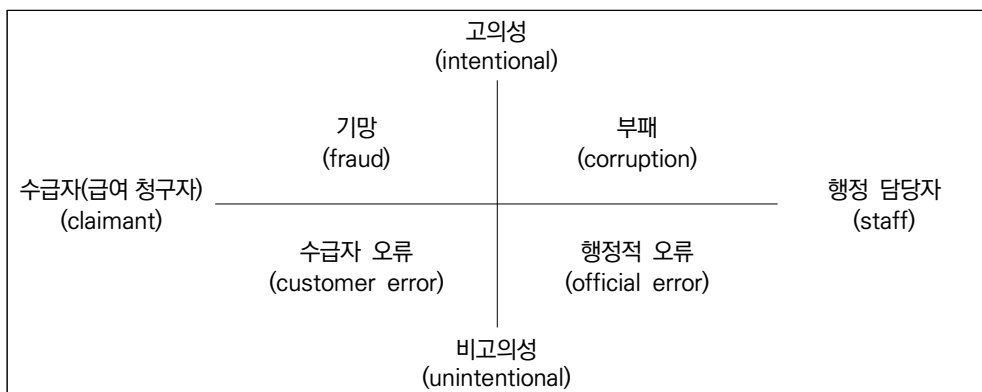 고의성
(intentional)
기망
(fraud)
부패
(corruption)
수급자(급여 청구자)
(claimant)
행정 담당자
(staff)
수급자 오류
(customer error)
행정적 오류
(official error)
비고의성
(unintentional)